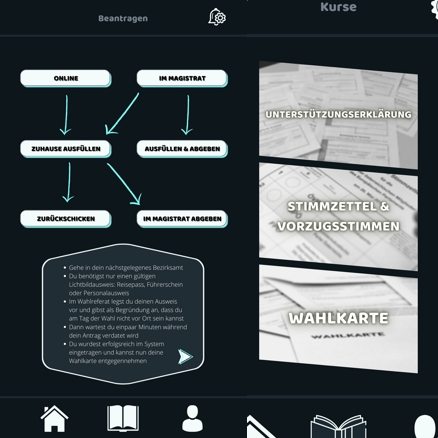 Beantragen
Kurse
ONLINE
IM MAGISTRAT
ZUHAUSE AUSFÜLLEN
AUSFÜLLEN & ABGEBEN
ZURÜCKSCHICKEN
IM MAGISTRAT ABGEBEN
Gehe in dein nächstgelegenes Bezirksamt
Du benötigst nur einen gültigen
Lichtbildausweis: Reisepass, Führerschein
oder Personalausweis
Im Wahlreferat legst du deinen Ausweis
vor und gibst als Begründung an, dass du
am Tag der Wahl nicht vor Ort sein kannst
Dann wartest du einpaar Minuten während
dein Antrag verdatet wird
Du wurdest erfolgreich im System
eingetragen und kannst nun deine
Wahlkarte entgegennehmen
UNTERSTÜTZUNGSERKLÄRUNG
STIMMZETTEL &
VORZUGSSTIMMEN
WAHLKARTE